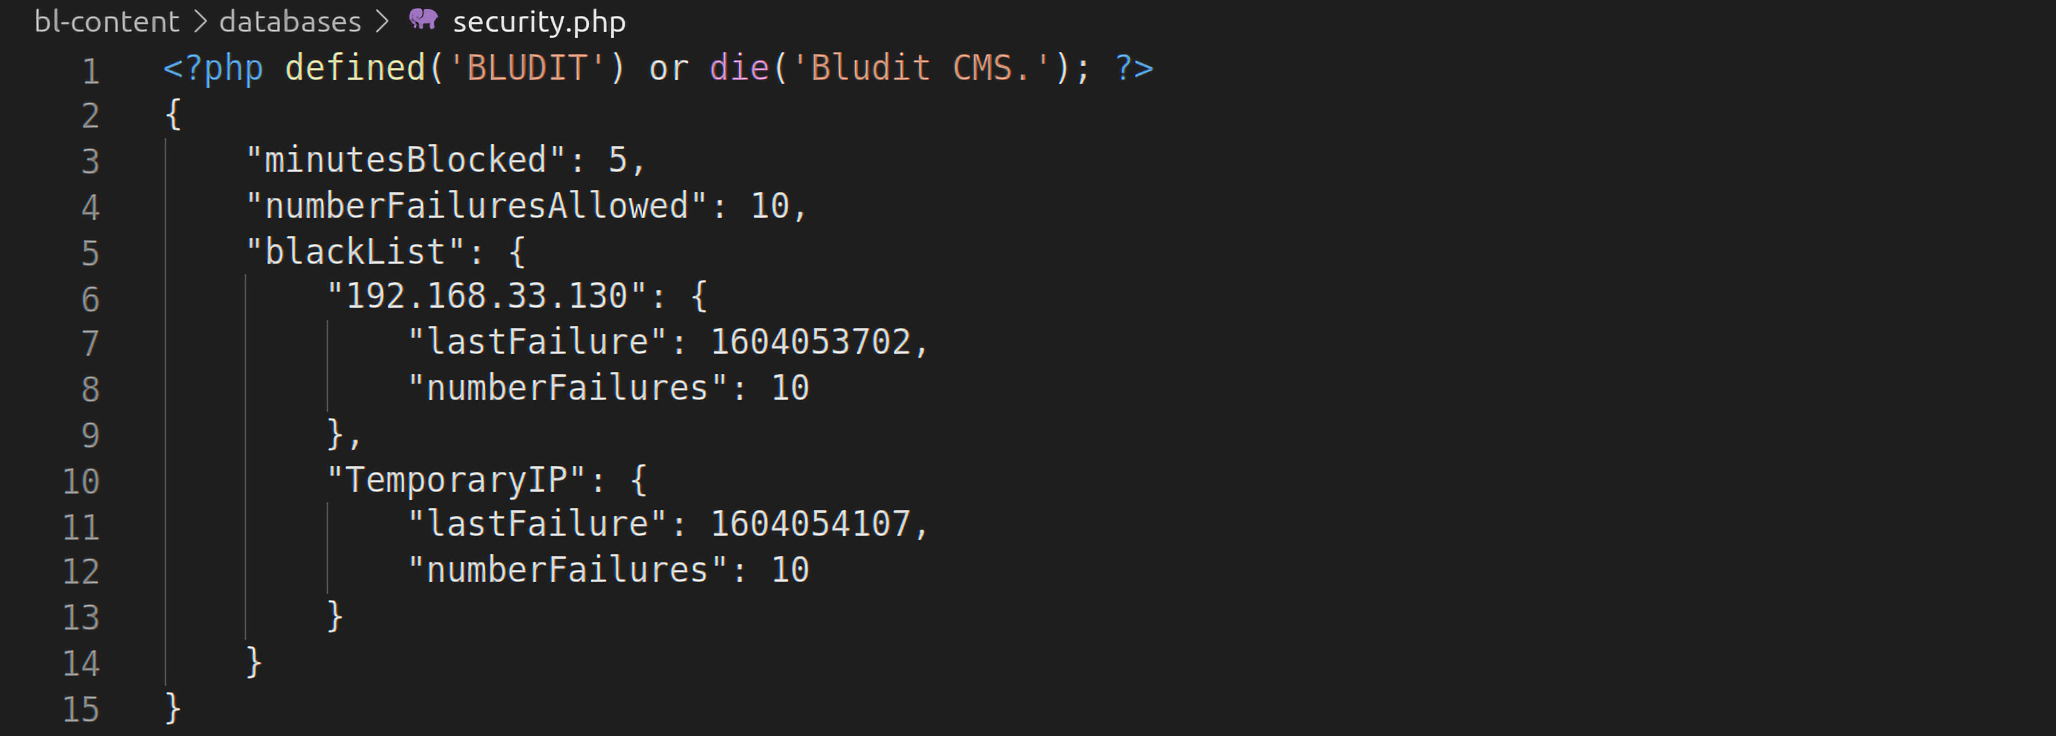 bl-content > databases > security.php
1 <?php defined('BLUDIT') or die('Bludit CMS.'); ?>
2 {
3     "minutesBlocked": 5,
4     "numberFailuresAllowed": 10,
5     "blackList": {
6         "192.168.33.130": {
7             "lastFailure": 1604053702,
8             "numberFailures": 10
9         },
10         "TemporaryIP": {
11             "lastFailure": 1604054107,
12             "numberFailures": 10
13         }
14     }
15 }